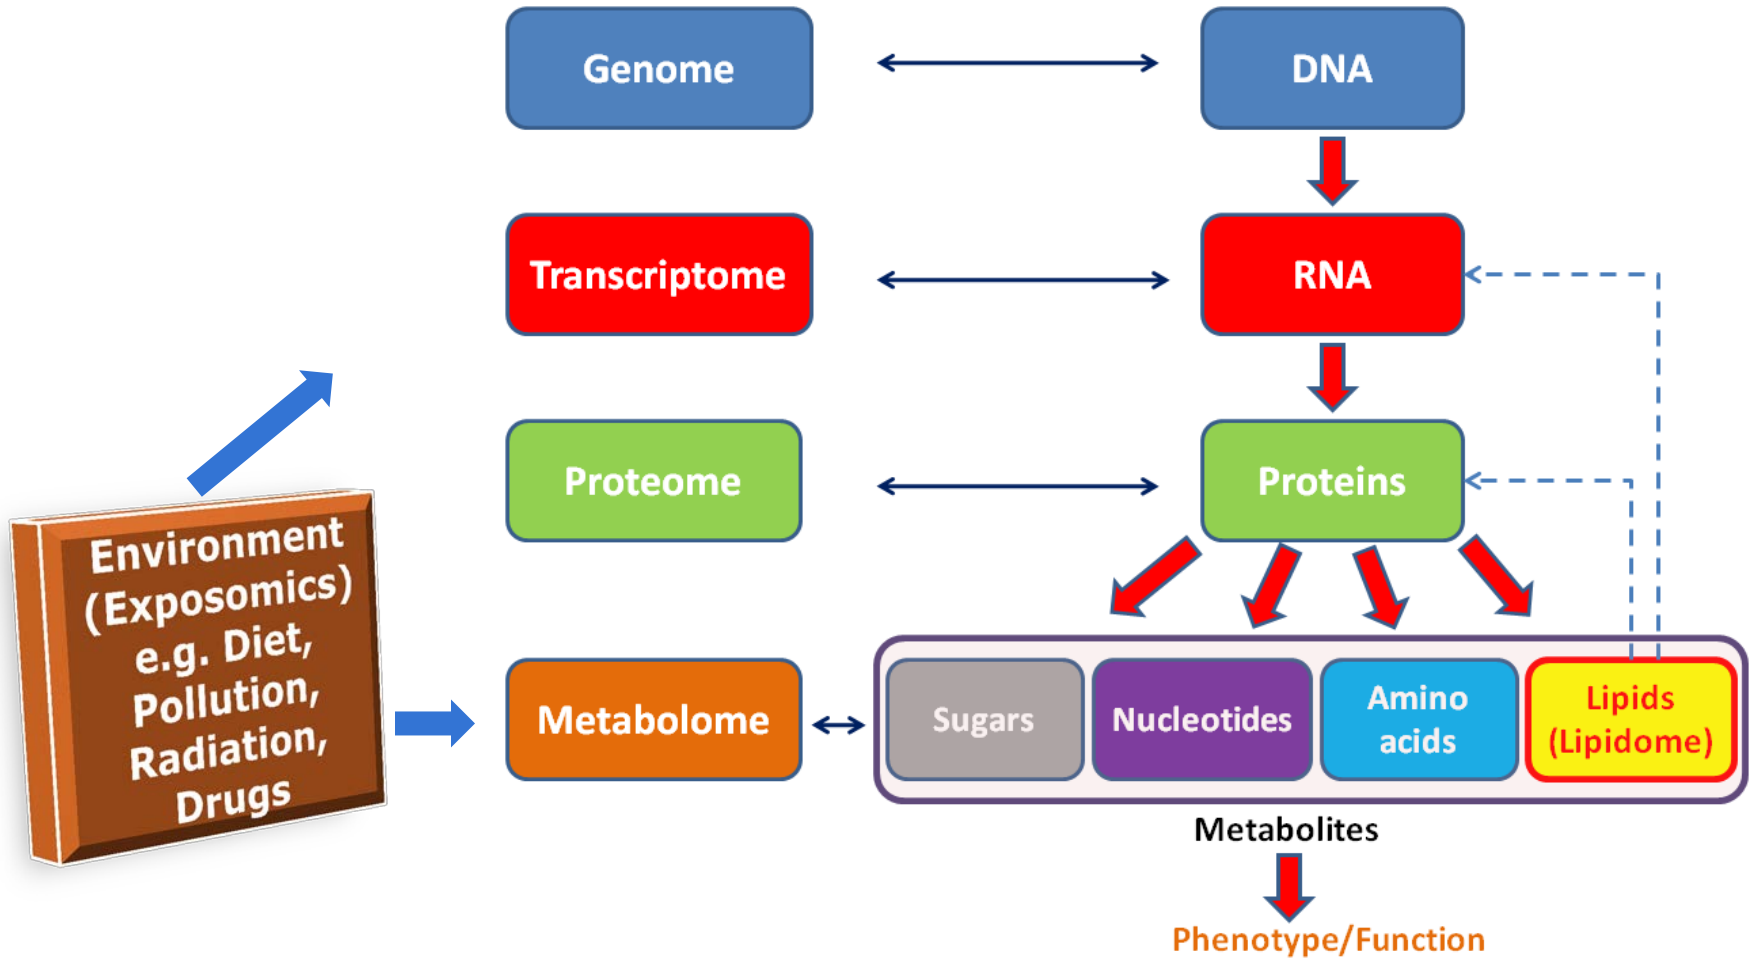 Genome
DNA
Transcriptome
RNA
Proteome
Proteins
Environment
(Exposomics)
e.g. Diet,
Pollution,
Radiation,
Drugs
Metabolome
Sugars
Nucleotides
Amino
acids
Lipids
(Lipidome)
Metabolites
Phenotype/Function